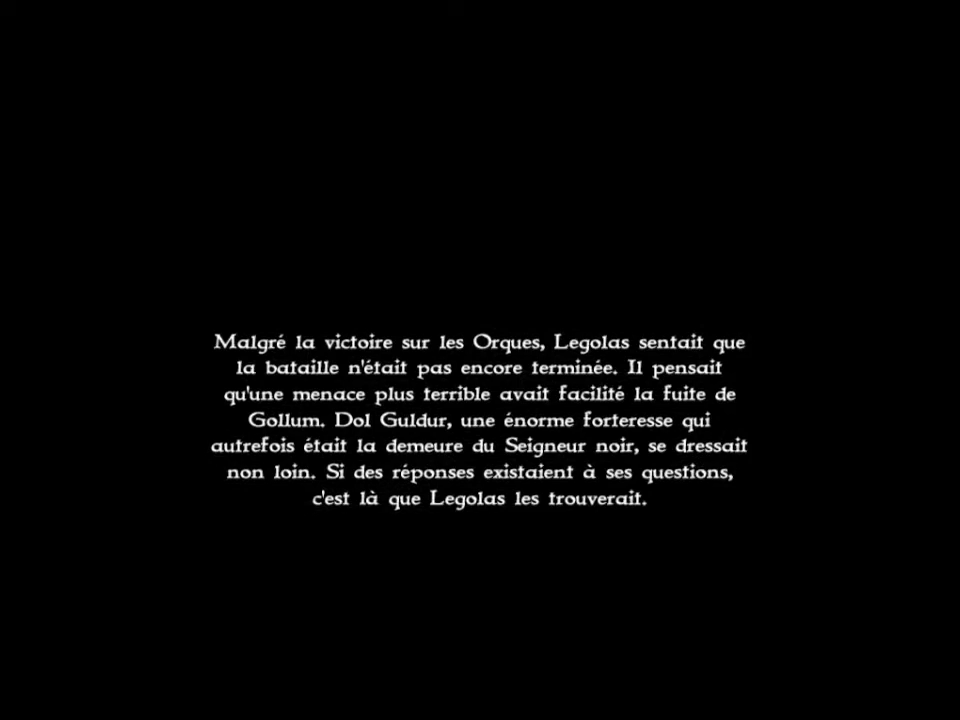 Malgré la victoire sur les Orques, Legolas sentait que
la bataille n'était pas encore terminée. Il pensait
qu'une menace plus terrible avait facilité la fuite de
Gollum. Dol Guldur, une énorme forteresse qui
autrefois était la demeure du Seigneur noir, se dressait
non loin. Si des réponses existaient à ses questions,
c'est là que Legolas les trouverait.